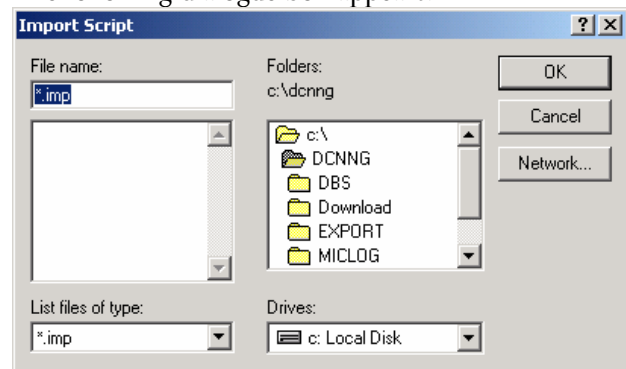 Import Script
File name:
*.imp
Folders:
c:\dcnng
c:\
DCNNG
DBS
Download
EXPORT
MICLOG
OK
Cancel
Network...
List files of type:
*.imp
Drives:
c: Local Disk